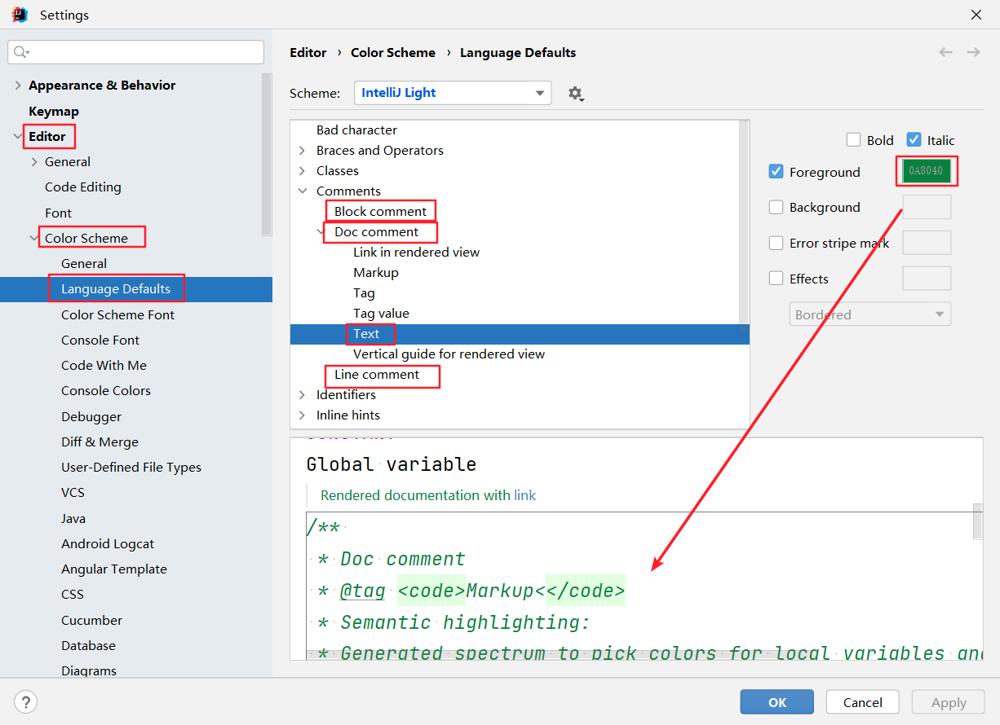 Settings
Editor › Color Scheme › Language Defaults
Appearance & Behavior
Keymap
Editor
General
Code Editing
Font
Color Scheme
General
Language Defaults
Color Scheme Font
Console Font
Code With Me
Console Colors
Debugger
Diff & Merge
User-Defined File Types
VCS
Java
Android Logcat
Angular Template
CSS
Cucumber
Database
Diagrams
Scheme: IntelliJ Light
Bad character
Braces and Operators
Classes
Comments
Block comment
Doc comment
Link in rendered view
Markup
Tag
Tag value
Text
Vertical guide for rendered view
Line comment
Identifiers
Inline hints
Bold Italic
Foreground 0A8040
Background
Error stripe mark
Effects
Bordered
Global variable
Rendered documentation with link
/**
* Doc comment
* @tag <code>Markup<</code>
* Semantic highlighting:
* Generated spectrum to pick colors for local variables and
? OK Cancel Apply